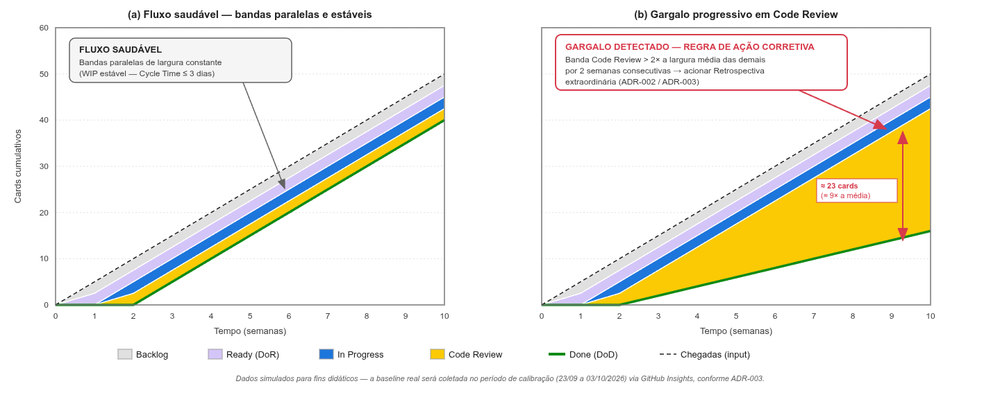 (a) Fluxo saudável — bandas paralelas e estáveis
60
50
40
30
20
10
0
Cards cumulativos
FLUXO SAUDÁVEL
Bandas paralelas de largura constante
(WIP estável — Cycle Time ≤ 3 dias)
0 1 2 3 4 5 6 7 8 9 10
Tempo (semanas)
(b) Gargalo progressivo em Code Review
GARGALO DETECTADO — REGRA DE AÇÃO CORRETIVA
Banda Code Review > 2× a largura média das demais
por 2 semanas consecutivas → acionar Retrospectiva
extraordinária (ADR-002 / ADR-003)
≈ 23 cards
(≈ 9× a média)
0 1 2 3 4 5 6 7 8 9 10
Tempo (semanas)
Backlog Ready (DoR) In Progress Code Review Done (DoD) Chegadas (input)
Dados simulados para fins didáticos — a baseline real será coletada no período de calibração (23/09 a 03/10/2026) via GitHub Insights, conforme ADR-003.